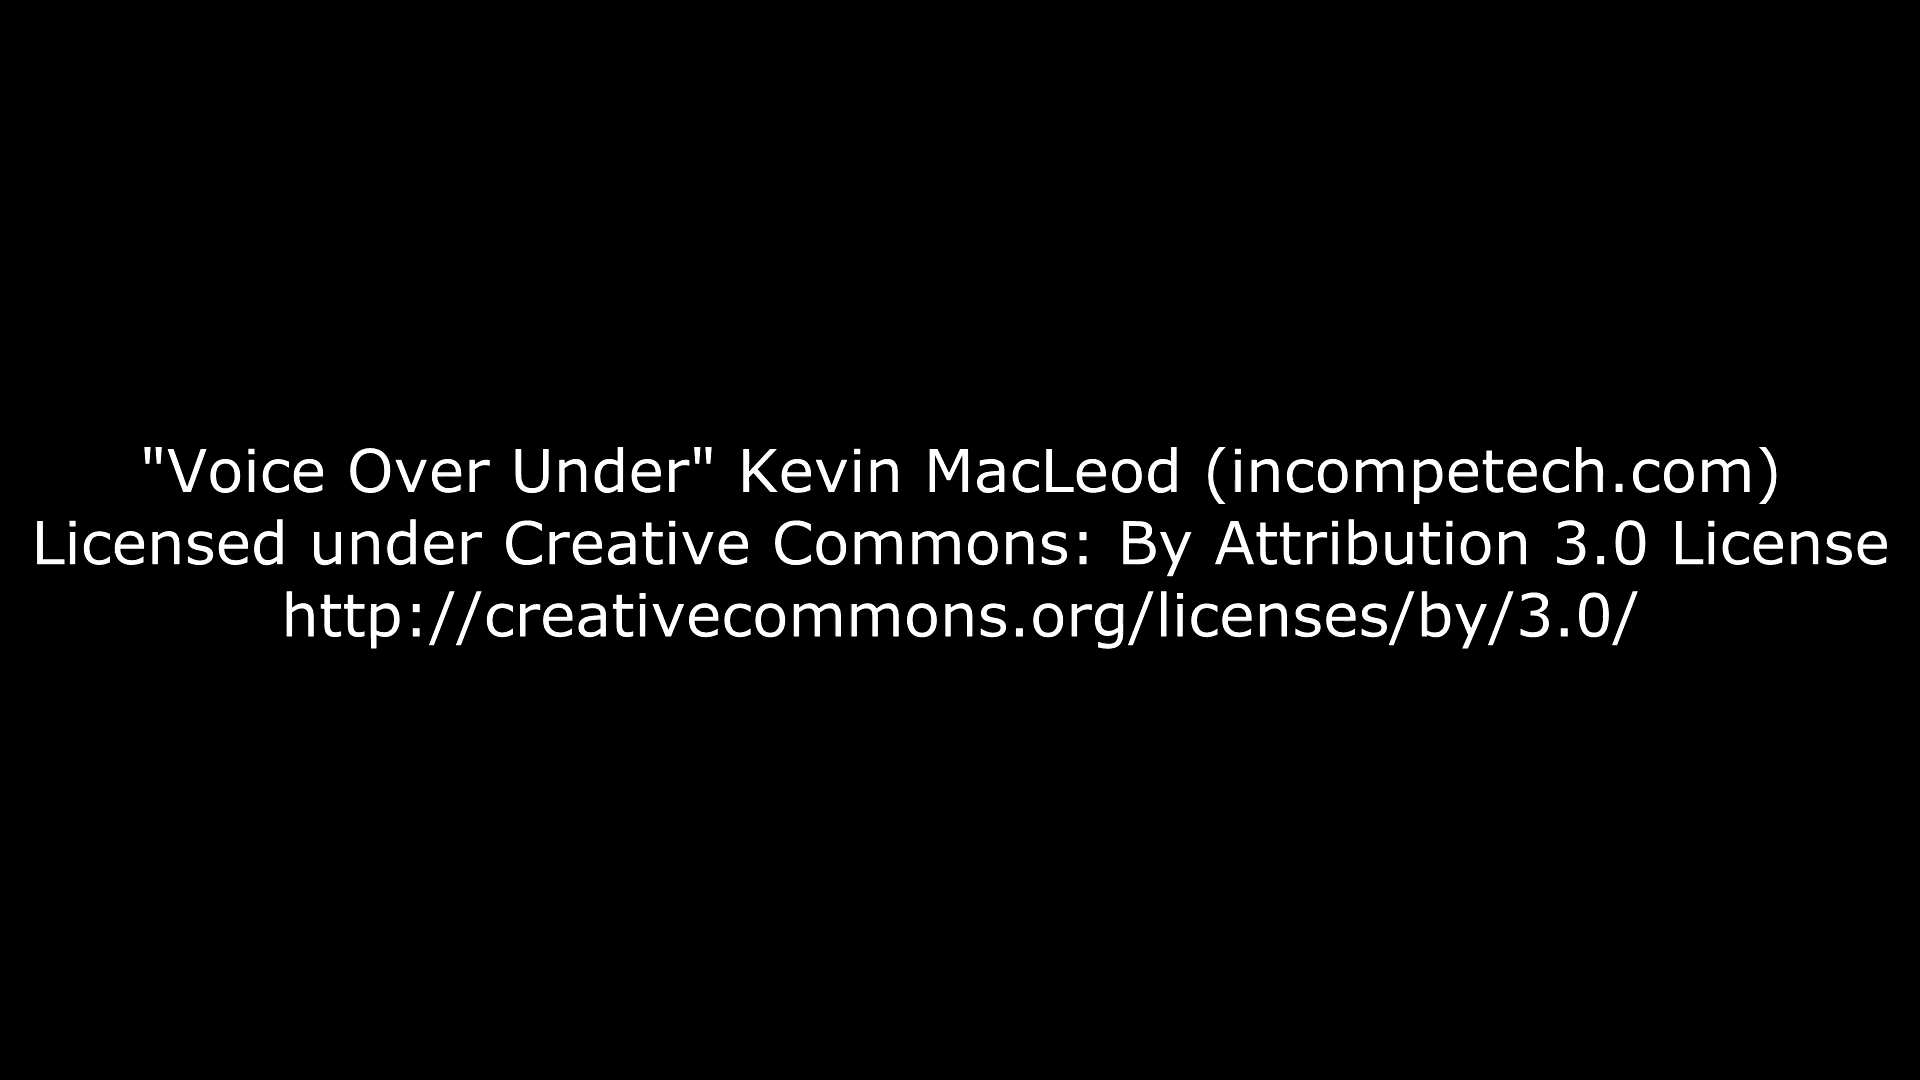 "Voice Over Under" Kevin MacLeod (incompetech.com)
Licensed under Creative Commons: By Attribution 3.0 License
http://creativecommons.org/licenses/by/3.0/